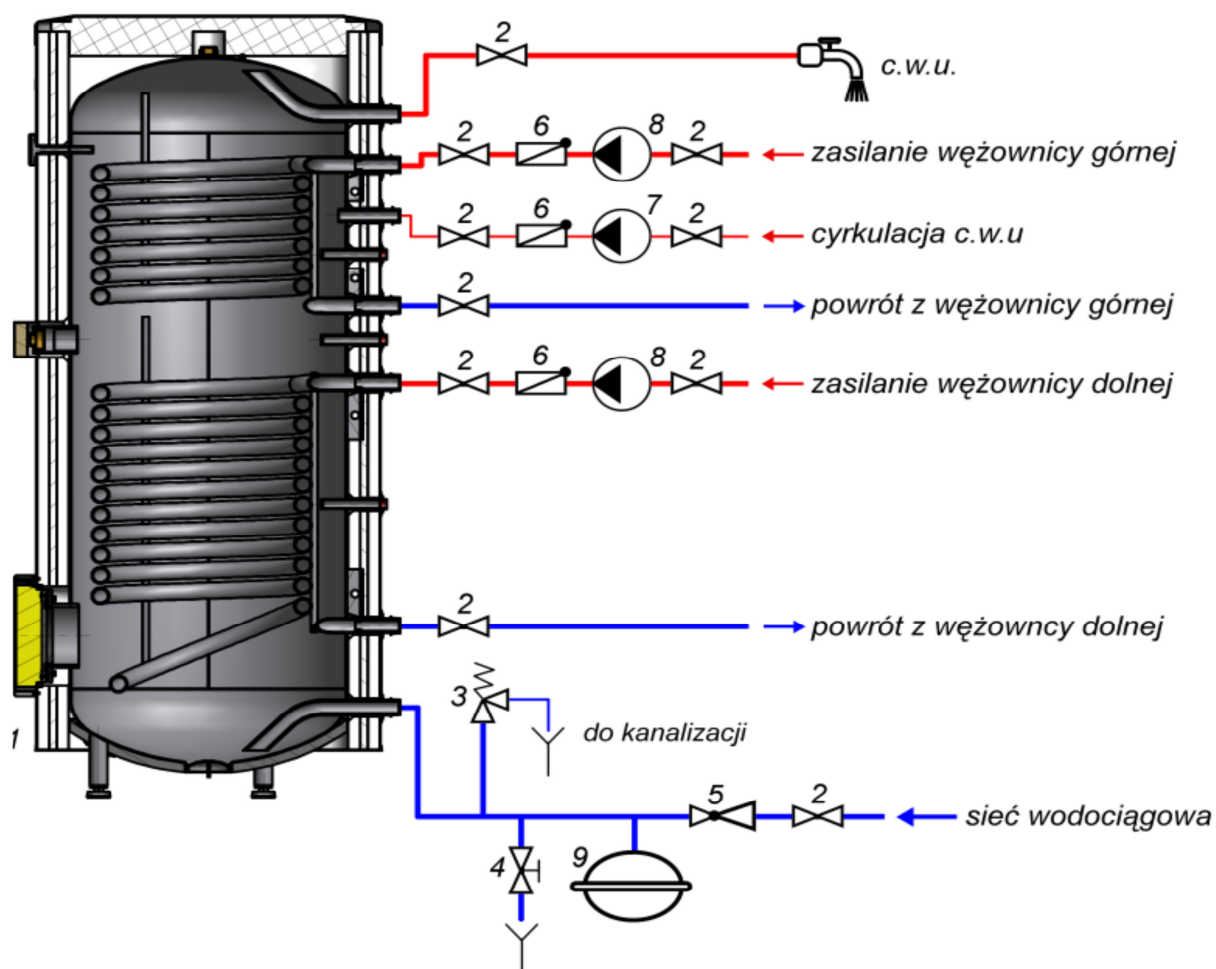 2
c.w.u.
2 6 8 2
zasilanie wężownicy górnej
2 6 7 2
cyrkulacja c.w.u
2
powrót z wężownicy górnej
2 6 8 2
zasilanie wężownicy dolnej
2
powrót z wężowncy dolnej
3
do kanalizacji
1
5 2
sieć wodociągowa
4
9